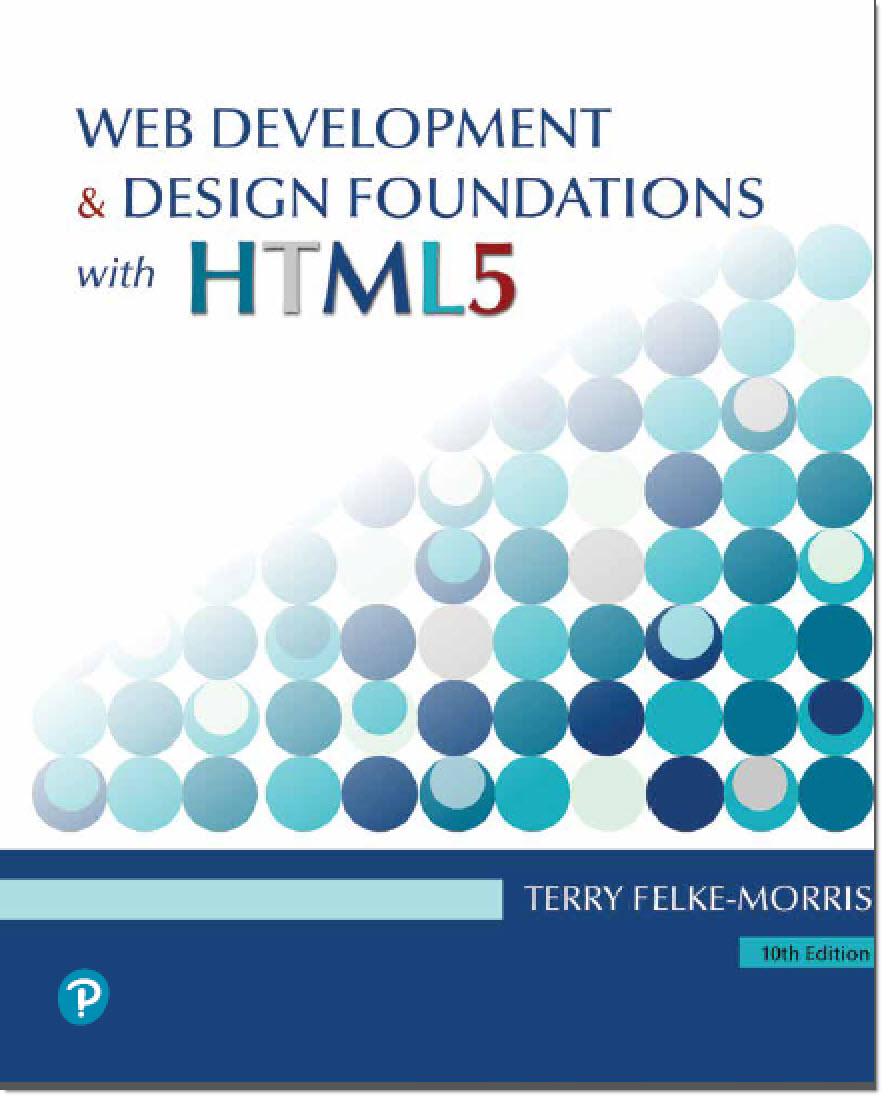 WEB DEVELOPMENT
& DESIGN FOUNDATIONS
with HTML5
TERRY FELKE-MORRIS
10th Edition
P